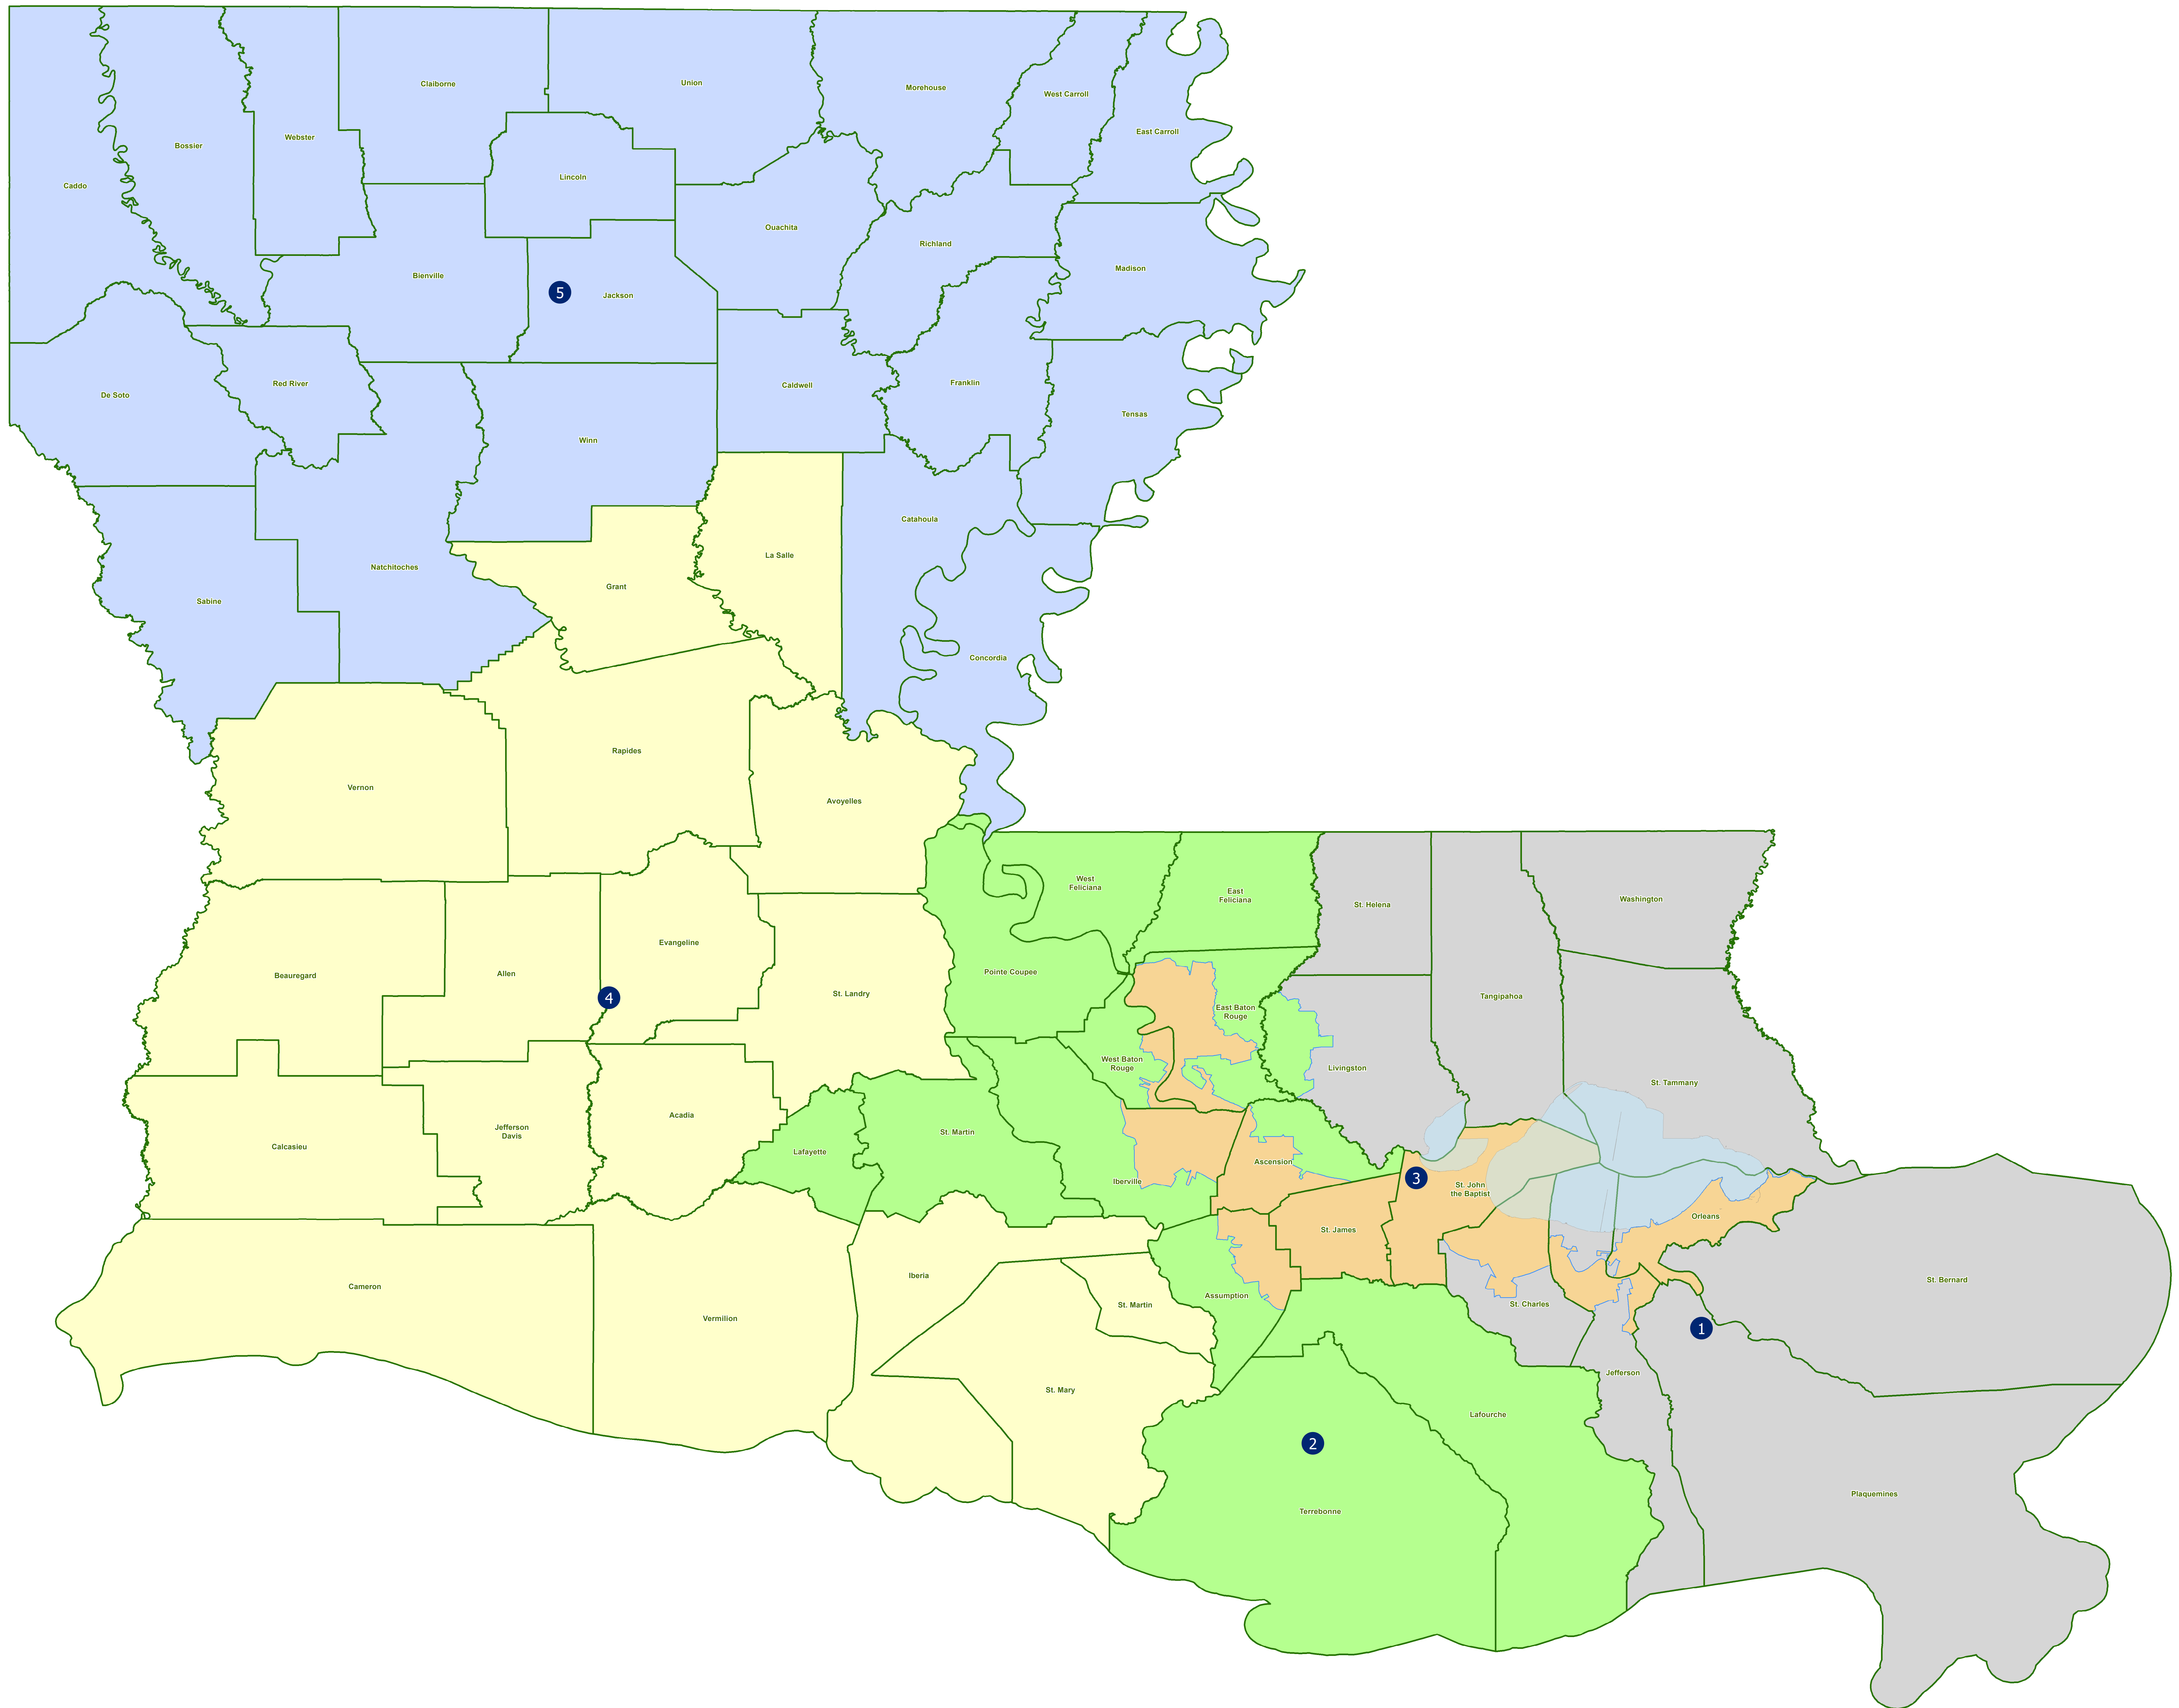 Claiborne
Union
Morehouse
West Carroll
East Carroll
Webster
Bossier
Caddo
Lincoln
Ouachita
Richland
Madison
Bienville
5
Jackson
Red River
De Soto
Caldwell
Franklin
Tensas
Winn
Catahoula
La Salle
Natchitoches
Grant
Sabine
Concordia
Rapides
Vernon
Avoyelles
West
Feliciana
East
Feliciana
St. Helena
Washington
Evangeline
Beauregard
Allen
Pointe Coupee
St. Landry
4
Tangipahoa
East Baton
Rouge
West Baton
Rouge
Livingston
St. Tammany
Acadia
Jefferson
Davis
Calcasieu
Lafayette
St. Martin
Ascension
Iberville
3
St. John
the Baptist
Orleans
St. James
Cameron
Iberia
St. Martin
Assumption
St. Charles
St. Bernard
Vermilion
1
Jefferson
St. Mary
Lafourche
2
Terrebonne
Plaquemines